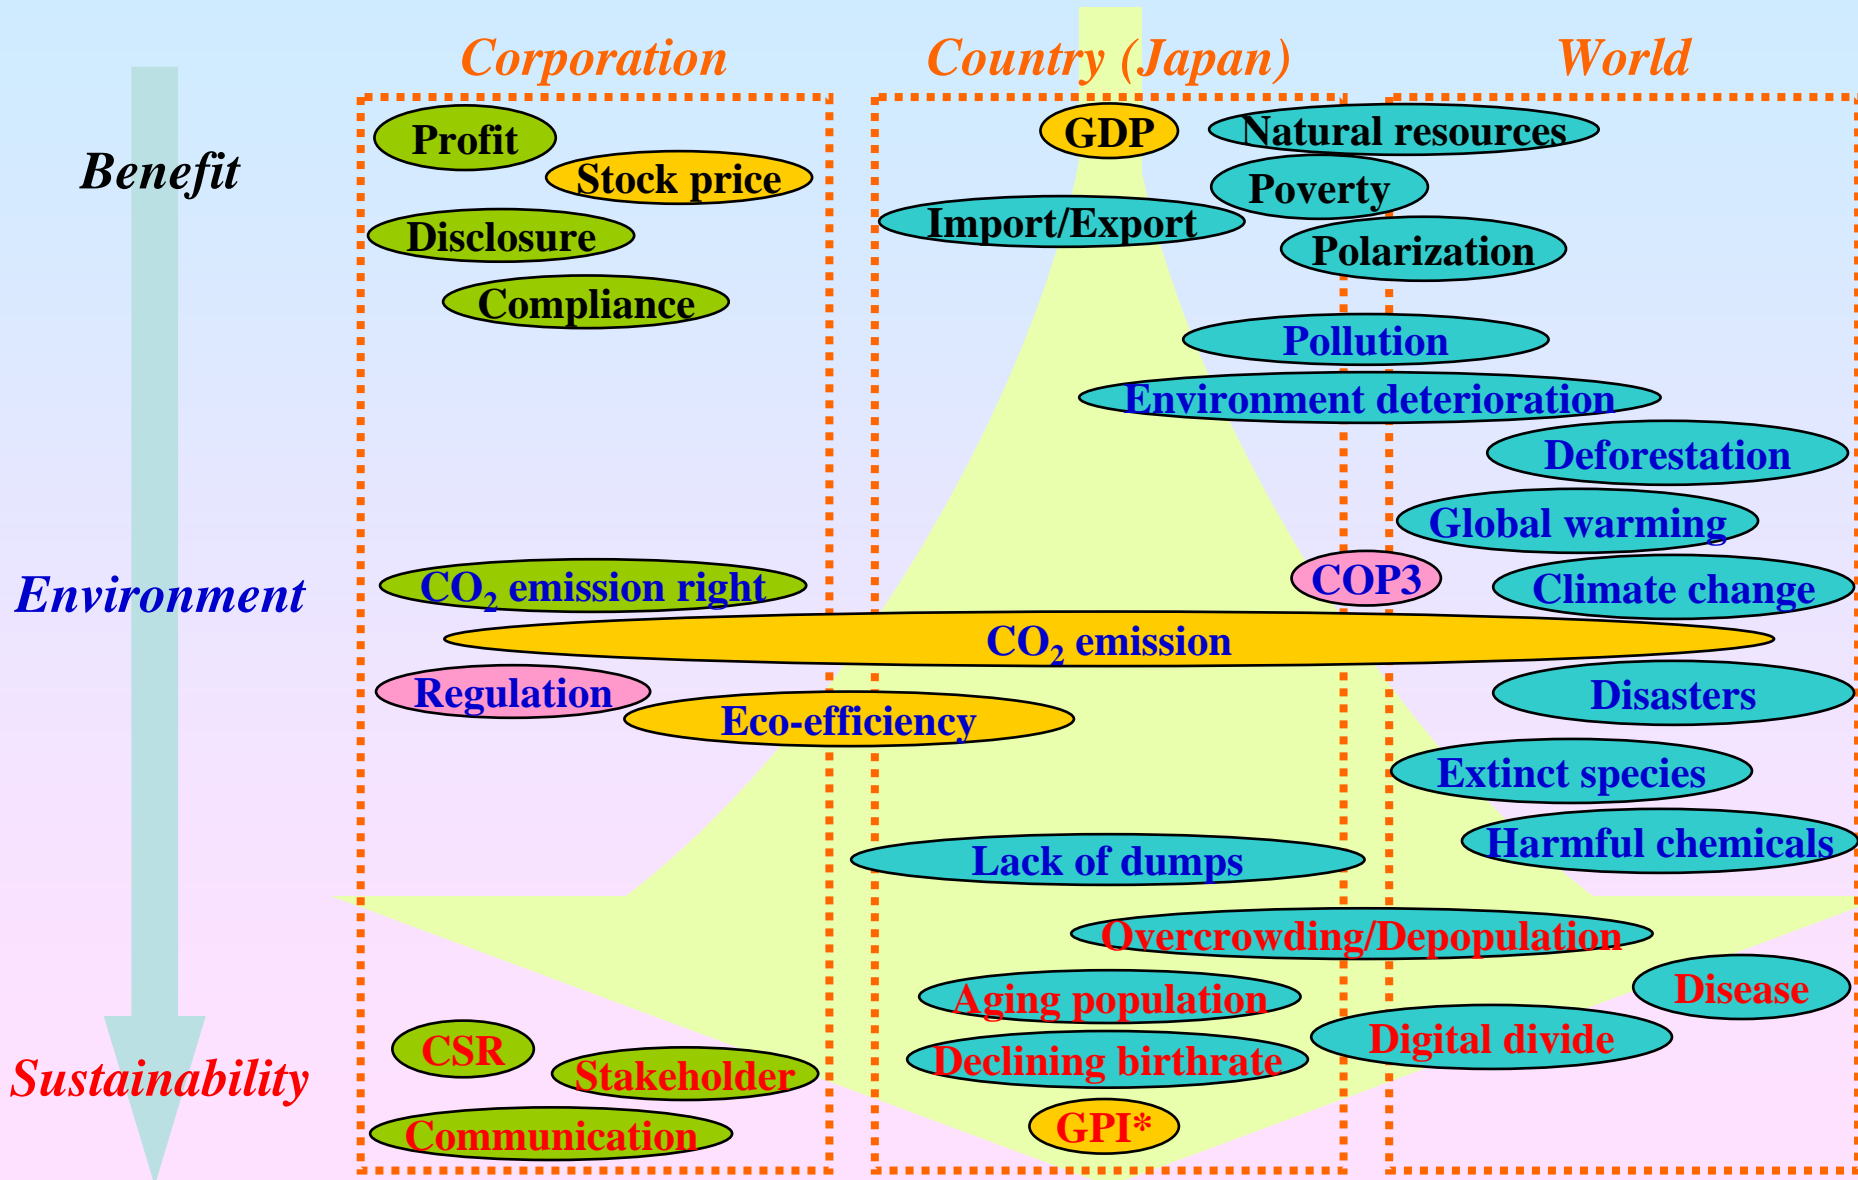 Corporation
Country (Japan)
World
Benefit
Profit
GDP
Natural resources
Stock price
Poverty
Import/Export
Disclosure
Polarization
Compliance
Pollution
Environment deterioration
Deforestation
Global warming
Environment
CO₂ emission right
COP3
Climate change
CO₂ emission
Regulation
Disasters
Eco-efficiency
Extinct species
Harmful chemicals
Lack of dumps
Overcrowding/Depopulation
Disease
Aging population
Digital divide
Sustainability
CSR
Declining birthrate
Stakeholder
GPI*
Communication